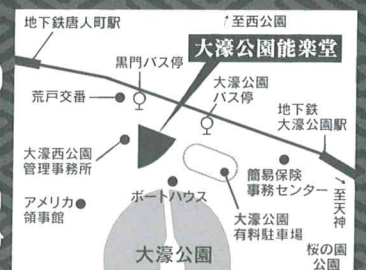 地下鉄唐人町駅
↑至西公園
大濠公園能楽堂
黒門バス停
大濠公園
バス停
荒戸交番
地下鉄
大濠公園駅
大濠西公園
管理事務所
簡易保険
事務センター
→至天神
アメリカ
領事館
ボートハウス
大濠公園
有料駐車場
大濠公園
桜の園
公園